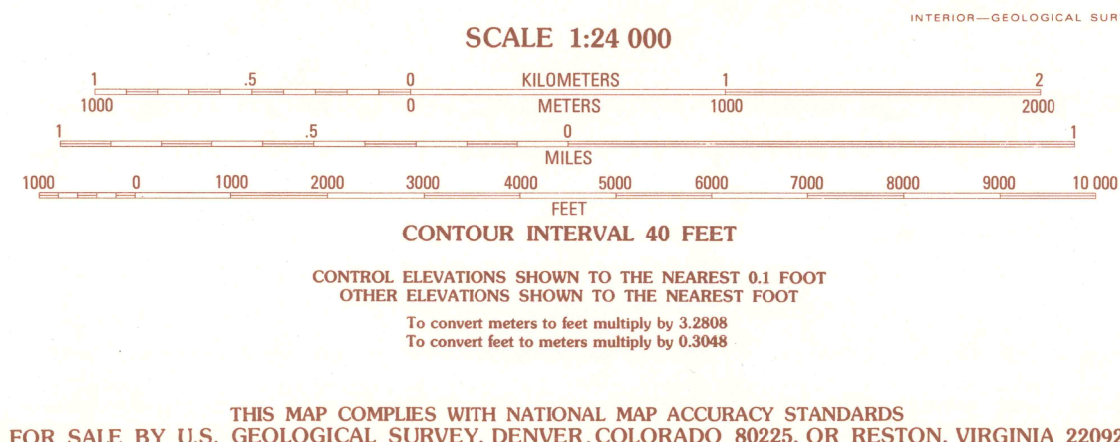 INTERIOR—GEOLOGICAL
SCALE 1:24 000
1 .5 0 KILOMETERS 1 2
1000 0 METERS 1000 2000
1 .5 0 1
MILES
1000 0 1000 2000 3000 4000 5000 6000 7000 8000 9000 10 000
FEET
CONTOUR INTERVAL 40 FEET
CONTROL ELEVATIONS SHOWN TO THE NEAREST 0.1 FOOT
OTHER ELEVATIONS SHOWN TO THE NEAREST FOOT
To convert meters to feet multiply by 3.2808
To convert feet to meters multiply by 0.3048
THIS MAP COMPLIES WITH NATIONAL MAP ACCURACY STANDARDS
FOR SALE BY U.S. GEOLOGICAL SURVEY, DENVER, COLORADO 80225, OR RESTON, VIRGINIA